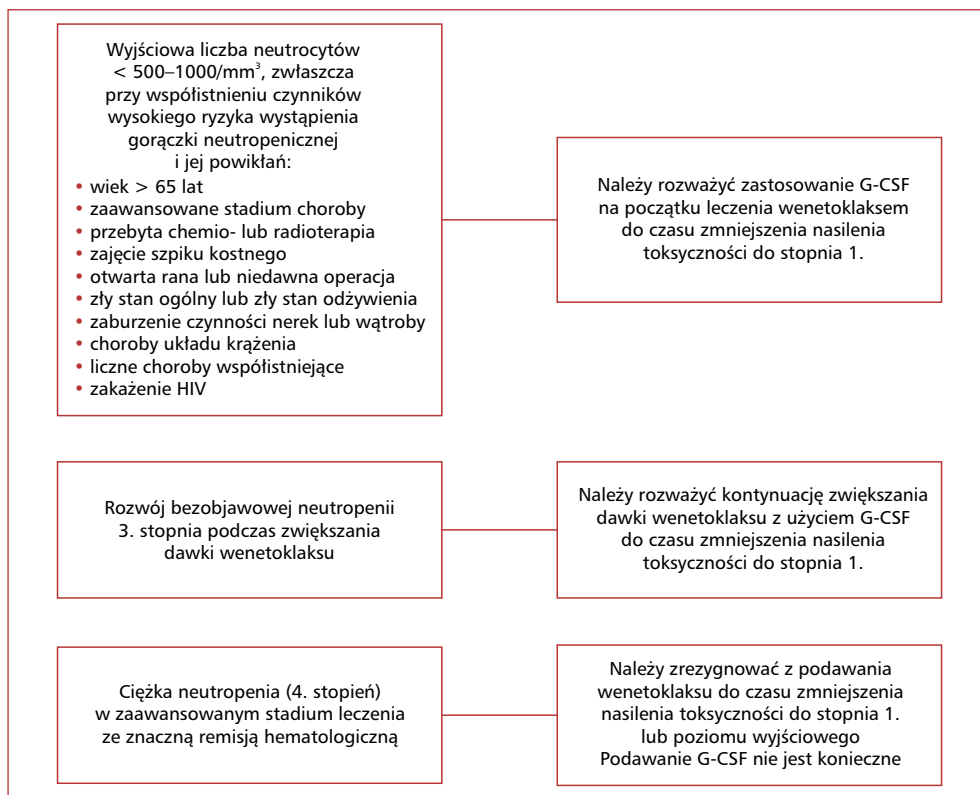 Wyjściowa liczba neutrocytów
< 500–1000/mm³, zwłaszcza
przy współistnieniu czynników
wysokiego ryzyka wystąpienia
gorączki neutropenicznej
i jej powikłań:
• wiek > 65 lat
• zaawansowane stadium choroby
• przebyta chemio- lub radioterapia
• zajęcie szpiku kostnego
• otwarta rana lub niedawna operacja
• zły stan ogólny lub zły stan odżywienia
• zaburzenie czynności nerek lub wątroby
• choroby układu krążenia
• liczne choroby współistniejące
• zakażenie HIV
Należy rozważyć zastosowanie G-CSF
na początku leczenia wenetoklaksem
do czasu zmniejszenia nasilenia
toksyczności do stopnia 1.
Rozwój bezobjawowej neutropenii
3. stopnia podczas zwiększania
dawki wenetoklaksu
Należy rozważyć kontynuację zwiększania
dawki wenetoklaksu z użyciem G-CSF
do czasu zmniejszenia nasilenia
toksyczności do stopnia 1.
Ciężka neutropenia (4. stopień)
w zaawansowanym stadium leczenia
ze znaczną remisją hematologiczną
Należy zrezygnować z podawania
wenetoklaksu do czasu zmniejszenia
nasilenia toksyczności do stopnia 1.
lub poziomu wyjściowego
Podawanie G-CSF nie jest konieczne